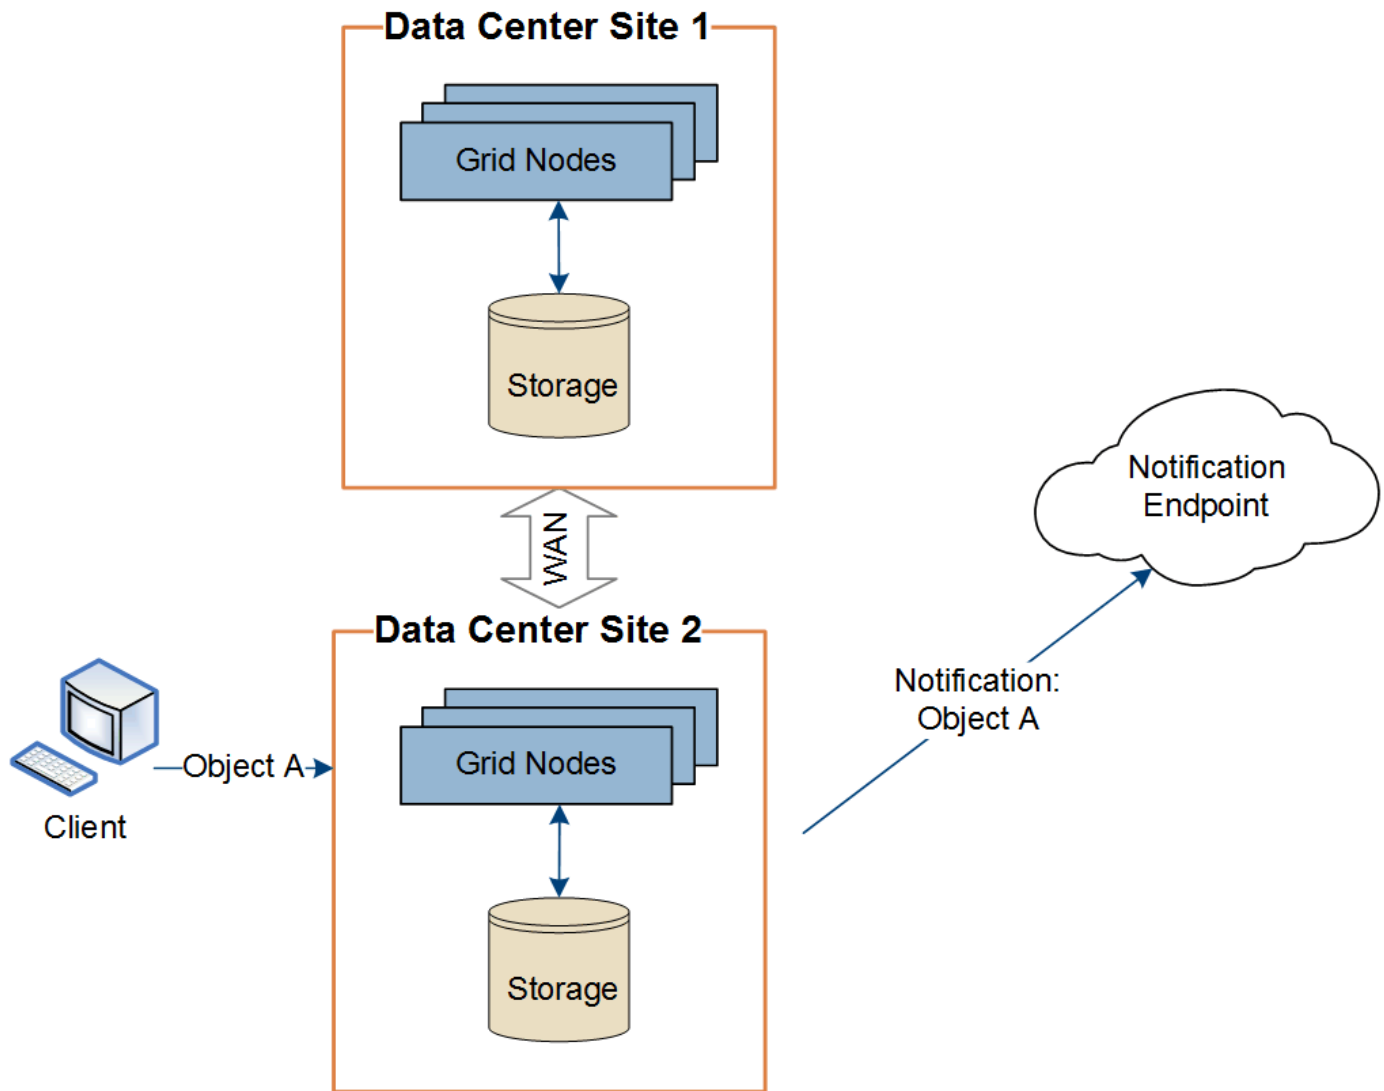 Data Center Site 1
Grid Nodes
Storage
WAN
Notification
Endpoint
Data Center Site 2
Notification:
Object A
Grid Nodes
Object A
Client
Storage